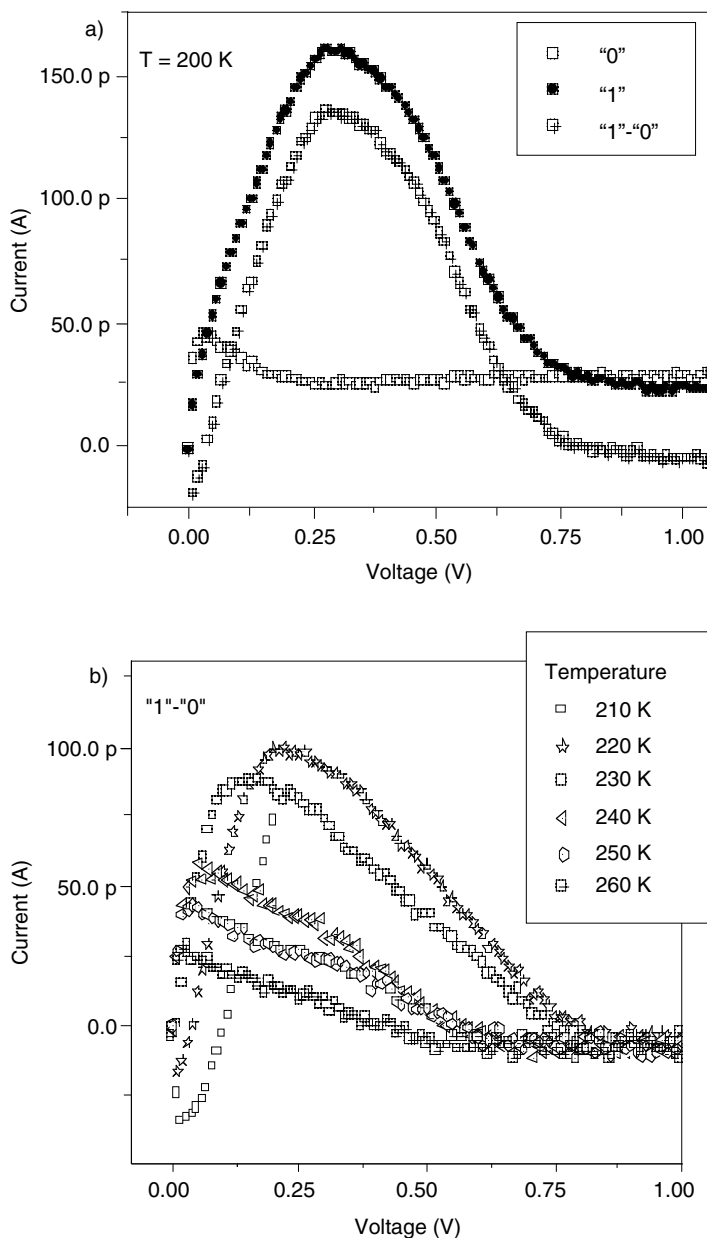 a)
T = 200 K
“0”
“1”
“1”-“0”
150.0 p
100.0 p
50.0 p
0.0
Current (A)
0.00 0.25 0.50 0.75 1.00
Voltage (V)
b)
"1"-"0"
Temperature
210 K
220 K
230 K
240 K
250 K
260 K
100.0 p
50.0 p
0.0
Current (A)
0.00 0.25 0.50 0.75 1.00
Voltage (V)